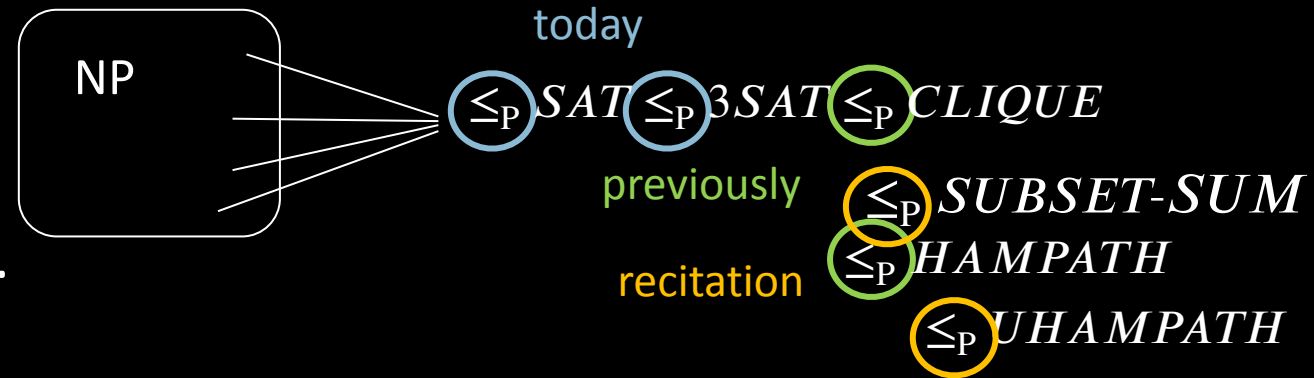 today
NP
≤P SAT ≤P 3SAT ≤P CLIQUE
previously
≤P SUBSET-SUM
≤P HAMPATH
recitation
≤P UHAMPATH